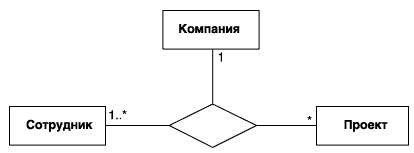 Компания
1
Сотрудник
1..*
*
Проект